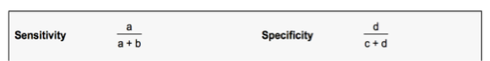 Sensitivity a / a + b Specificity d / c + d